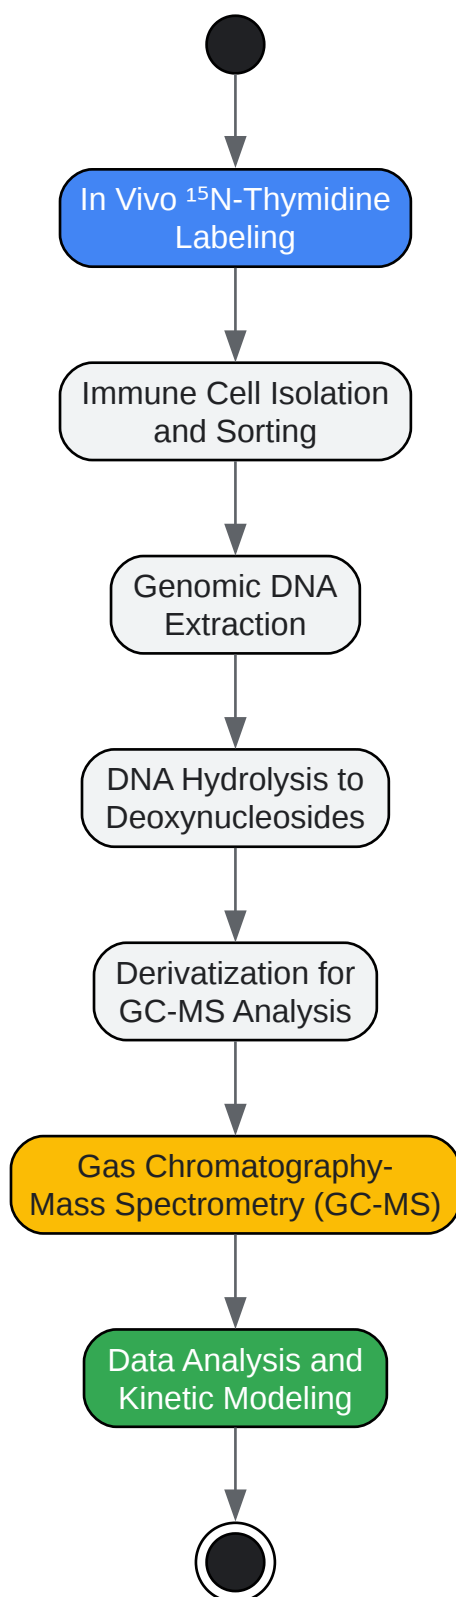 In Vivo ¹⁵N-Thymidine
Labeling
Immune Cell Isolation
and Sorting
Genomic DNA
Extraction
DNA Hydrolysis to
Deoxynucleosides
Derivatization for
GC-MS Analysis
Gas Chromatography-
Mass Spectrometry (GC-MS)
Data Analysis and
Kinetic Modeling